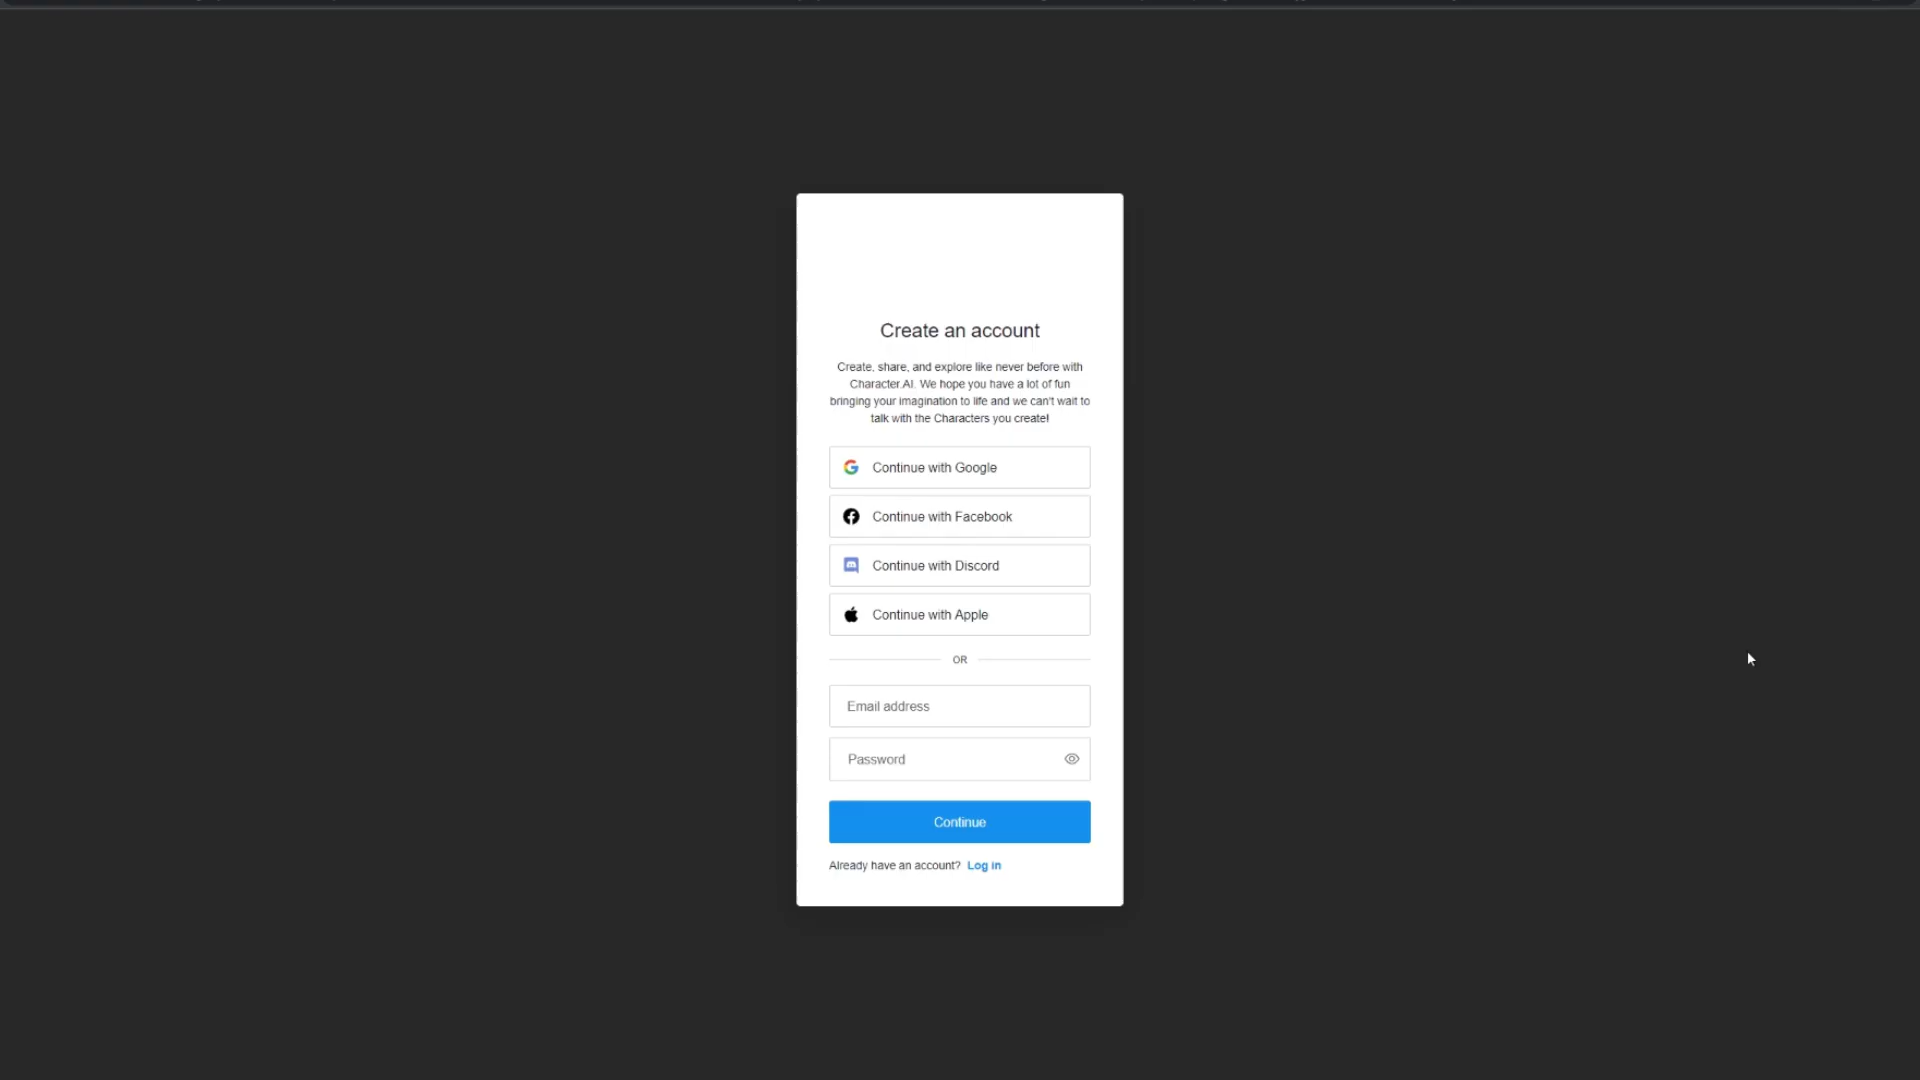 Create an account
Create, share, and explore like never before with
Character.AI. We hope you have a lot of fun
bringing your imagination to life and we can't wait to
talk with the Characters you create!
Continue with Google
Continue with Facebook
Continue with Discord
Continue with Apple
OR
Email address
Password
Continue
Already have an account? Log in